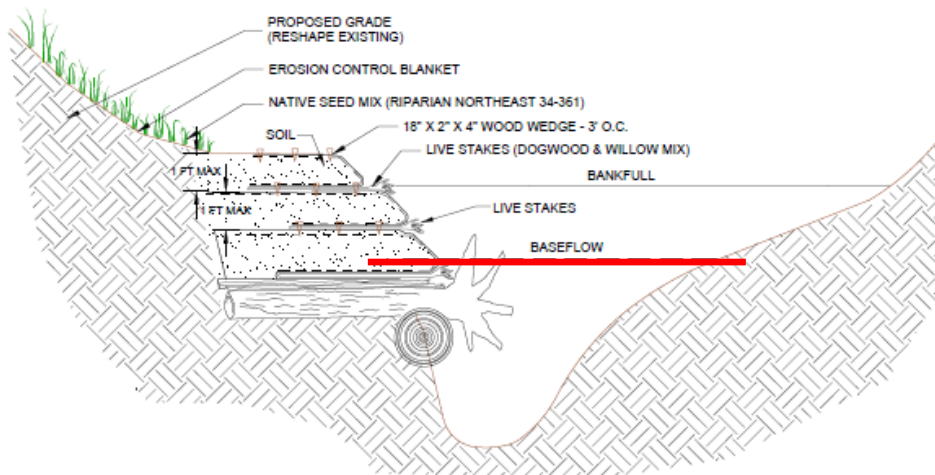 PROPOSED GRADE
(RESHAPE EXISTING)
EROSION CONTROL BLANKET
NATIVE SEED MIX (RIPARIAN NORTHEAST 34-361)
SOIL
18" X 2" X 4" WOOD WEDGE - 3' O.C.
LIVE STAKES (DOGWOOD & WILLOW MIX)
1 FT MAX
BANKFULL
1 FT MAX
LIVE STAKES
BASEFLOW